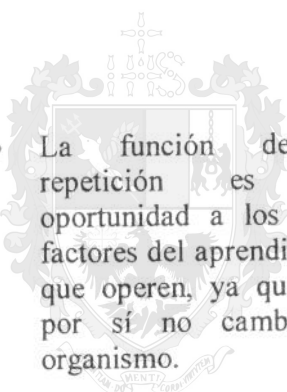 La función de
repetición es
oportunidad a los
factores del aprendi
que operen, ya qu
por sí no camb
organismo.